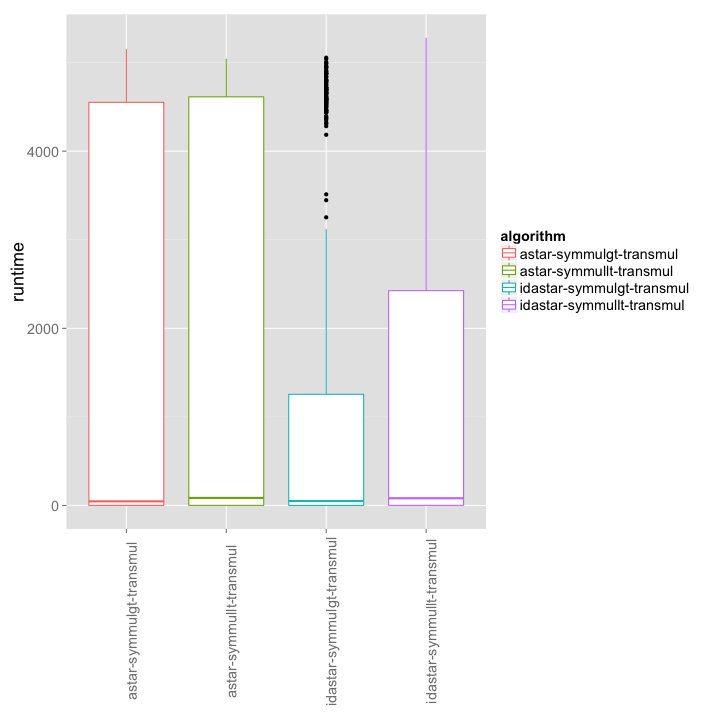 runtime
4000
2000
0
astar-symmulgt-transmul
astar-symmullt-transmul
idastar-symmulgt-transmul
idastar-symmullt-transmul
algorithm
astar-symmulgt-transmul
astar-symmullt-transmul
idastar-symmulgt-transmul
idastar-symmullt-transmul